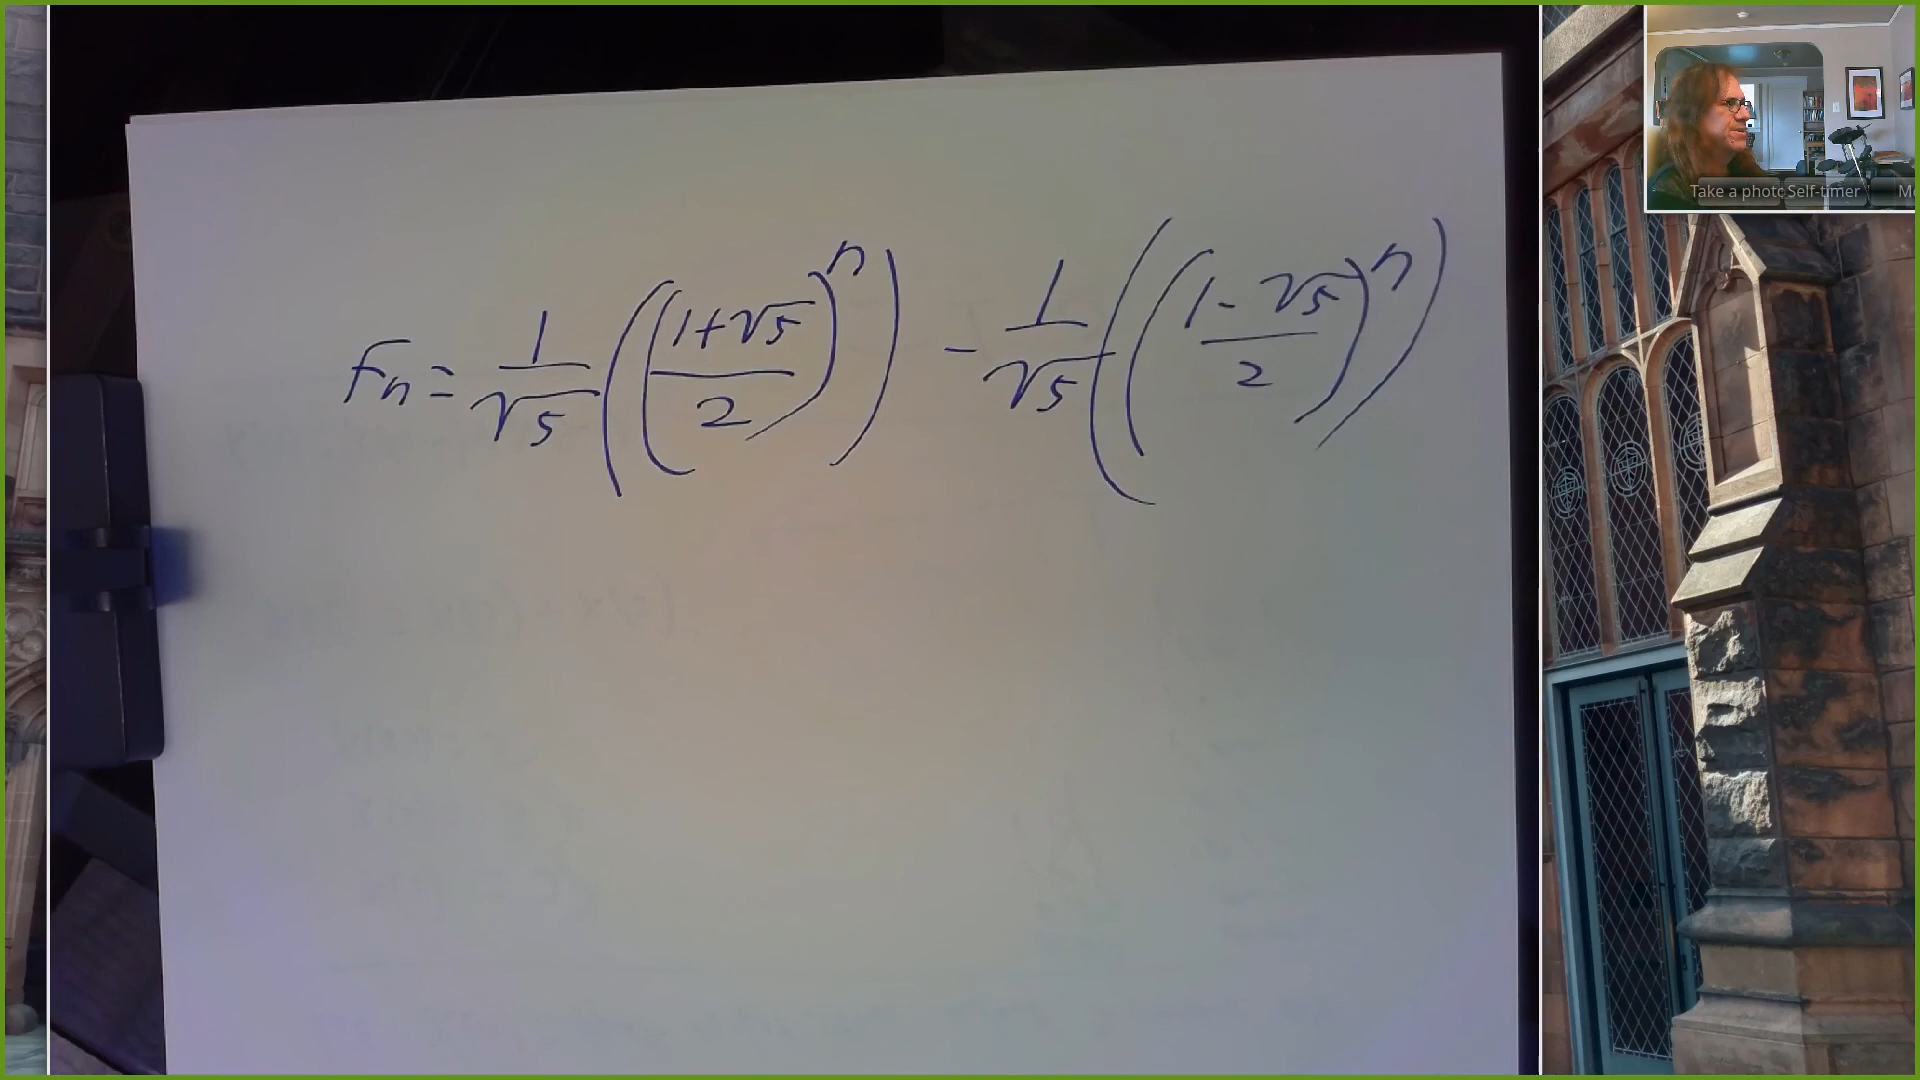 Fn = 1/√5 (((1+√5)/2)^n) - 1/√5 (((1-√5)/2)^n)
Take a photo Self-timer